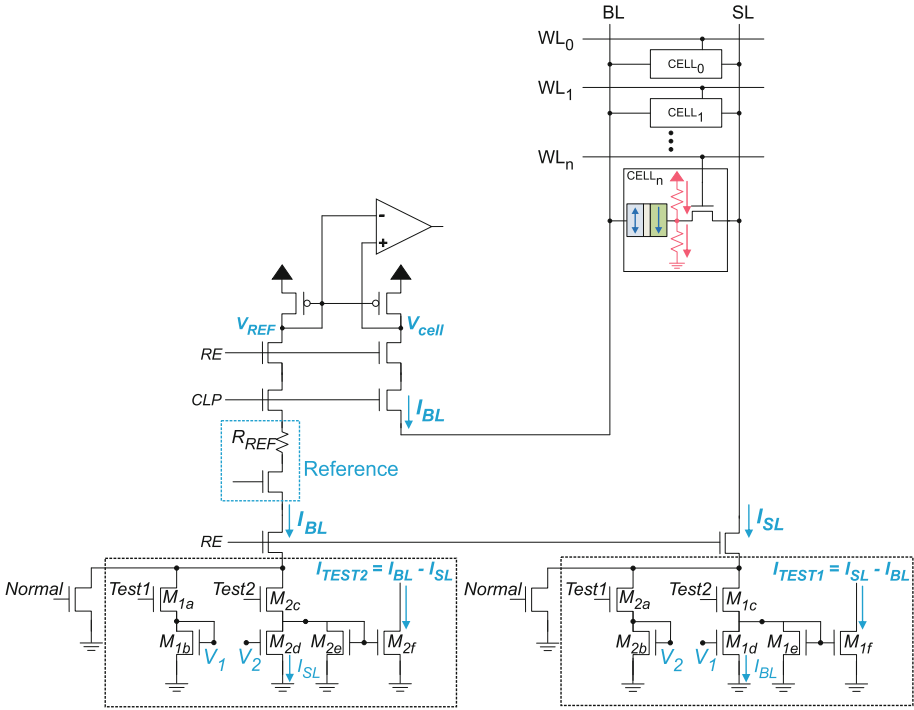 BL SL
WL0
CELL0
WL1
CELL1
WLn
CELLn
-
+
VREF Vcell
RE
CLP
IBL
RREF
Reference
IBL ISL
RE
ITEST2 = IBL - ISL ITEST1 = ISL - IBL
Normal Test1 M1a Test2 M2c Normal Test1 M2a Test2 M1c
M1b V1 V2 M2d M2e M2f M2b V2 V1 M1d M1e M1f
ISL IBL